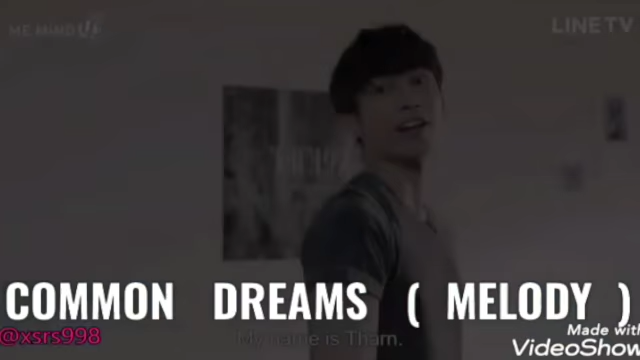 ME MIND Y
LINE TV
COMMON DREAMS ( MELODY )
@xsrs998
My name is Tharn.
Made with
VideoShow